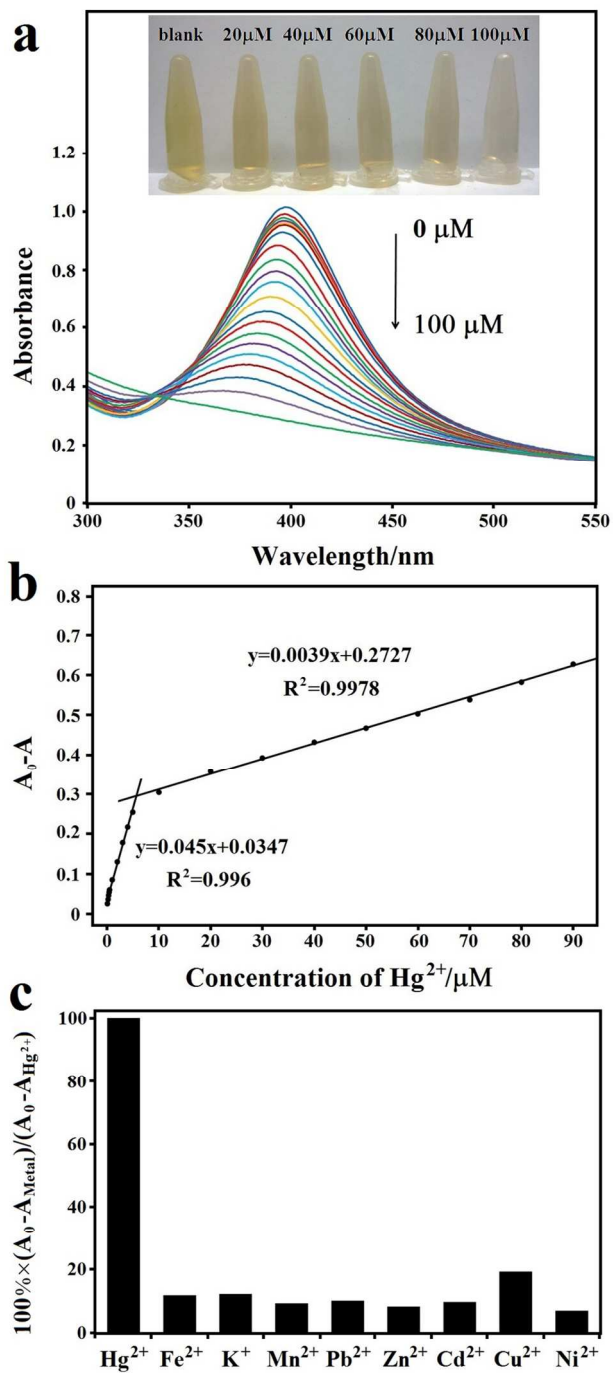 a
blank 20μM 40μM 60μM 80μM 100μM
1.2
1.0
0.8
0.6
0.4
0.2
0
Absorbance
0 μM
100 μM
300 350 400 450 500 550
Wavelength/nm
b
0.8
0.7
0.6
0.5
0.4
0.3
0.2
0.1
0
A₀-A
y=0.0039x+0.2727
R²=0.9978
y=0.045x+0.0347
R²=0.996
0 10 20 30 40 50 60 70 80 90
Concentration of Hg²⁺/μM
c
100
80
60
40
20
0
100%×(A₀-A_Metal)/(A₀-A_Hg²⁺)
Hg²⁺ Fe²⁺ K⁺ Mn²⁺ Pb²⁺ Zn²⁺ Cd²⁺ Cu²⁺ Ni²⁺